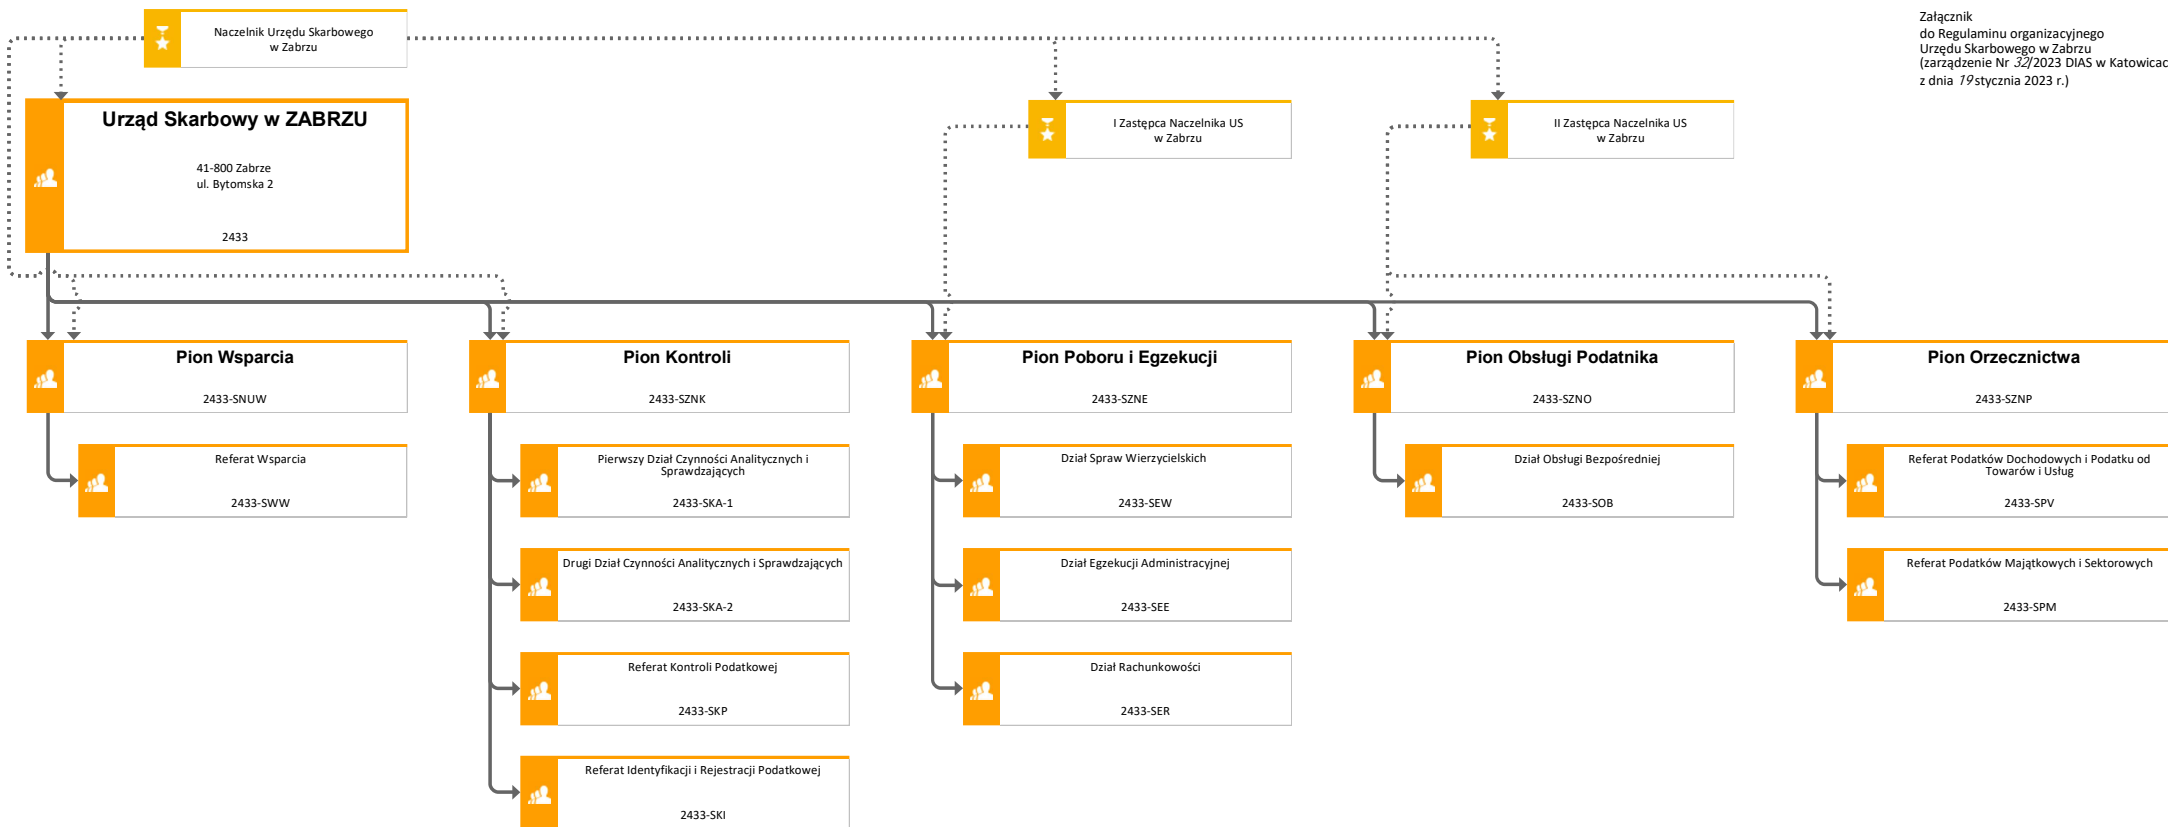 Załącznik
do Regulaminu organizacyjnego
Urzędu Skarbowego w Zabrzu
(zarządzenie Nr 32/2023 DIAS w Katowicac
z dnia 19 stycznia 2023 r.)
Naczelnik Urzędu Skarbowego
w Zabrzu
Urząd Skarbowy w ZABRZU
41-800 Zabrze
ul. Bytomska 2
2433
I Zastępca Naczelnika US
w Zabrzu
II Zastępca Naczelnika US
w Zabrzu
Pion Wsparcia
2433-SNUW
Referat Wsparcia
2433-SWW
Pion Kontroli
2433-SZNK
Pierwszy Dział Czynności Analitycznych i
Sprawdzających
2433-SKA-1
Drugi Dział Czynności Analitycznych i Sprawdzających
2433-SKA-2
Referat Kontroli Podatkowej
2433-SKP
Referat Identyfikacji i Rejestracji Podatkowej
2433-SKI
Pion Poboru i Egzekucji
2433-SZNE
Dział Spraw Wierzycielskich
2433-SEW
Dział Egzekucji Administracyjnej
2433-SEE
Dział Rachunkowości
2433-SER
Pion Obsługi Podatnika
2433-SZNO
Dział Obsługi Bezpośredniej
2433-SOB
Pion Orzecznictwa
2433-SZNP
Referat Podatków Dochodowych i Podatku od
Towarów i Usług
2433-SPV
Referat Podatków Majątkowych i Sektorowych
2433-SPM